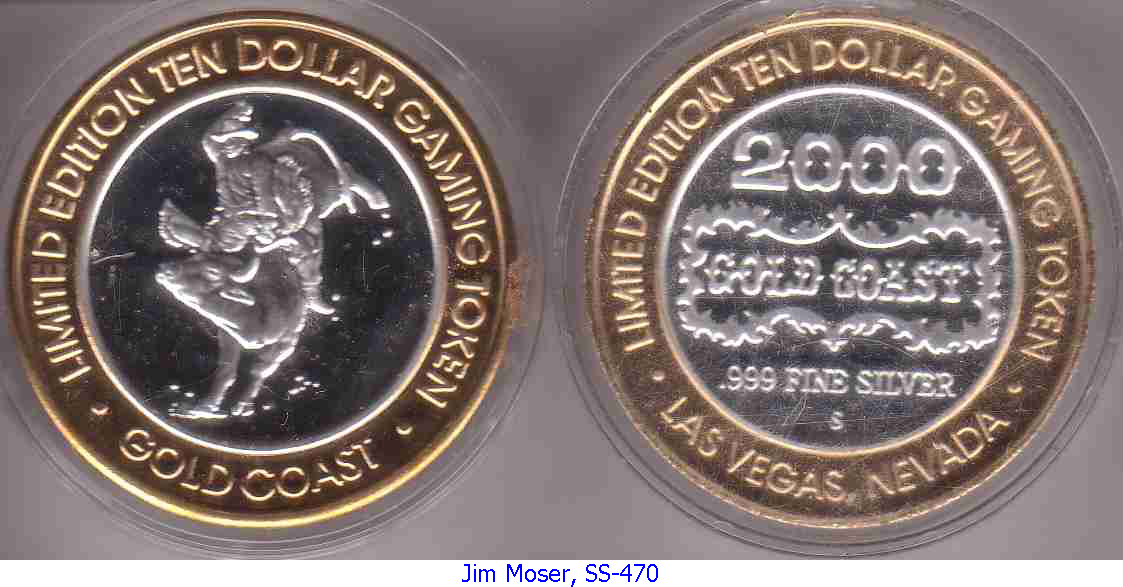 LIMITED EDITION TEN DOLLAR GAMING TOKEN
GOLD COAST
LIMITED EDITION TEN DOLLAR GAMING TOKEN
2000
GOLD COAST
.999 FINE SILVER
S
LAS VEGAS, NEVADA
Jim Moser, SS-470